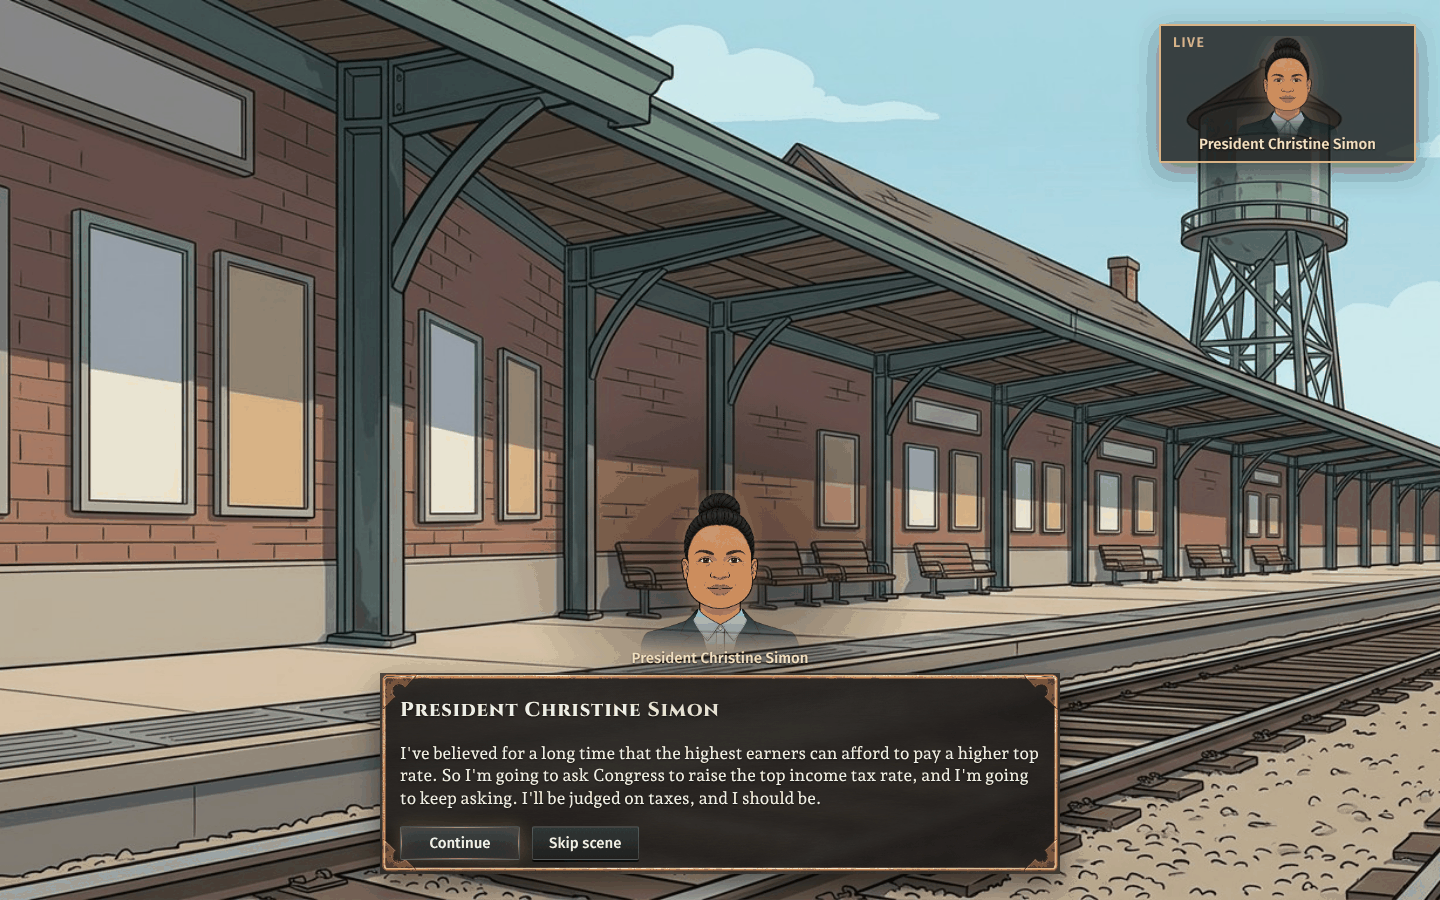 LIVE
President Christine Simon
President Christine Simon
President Christine Simon
I've believed for a long time that the highest earners can afford to pay a higher top
rate. So I'm going to ask Congress to raise the top income tax rate, and I'm going
to keep asking. I'll be judged on taxes, and I should be.
Continue
Skip scene